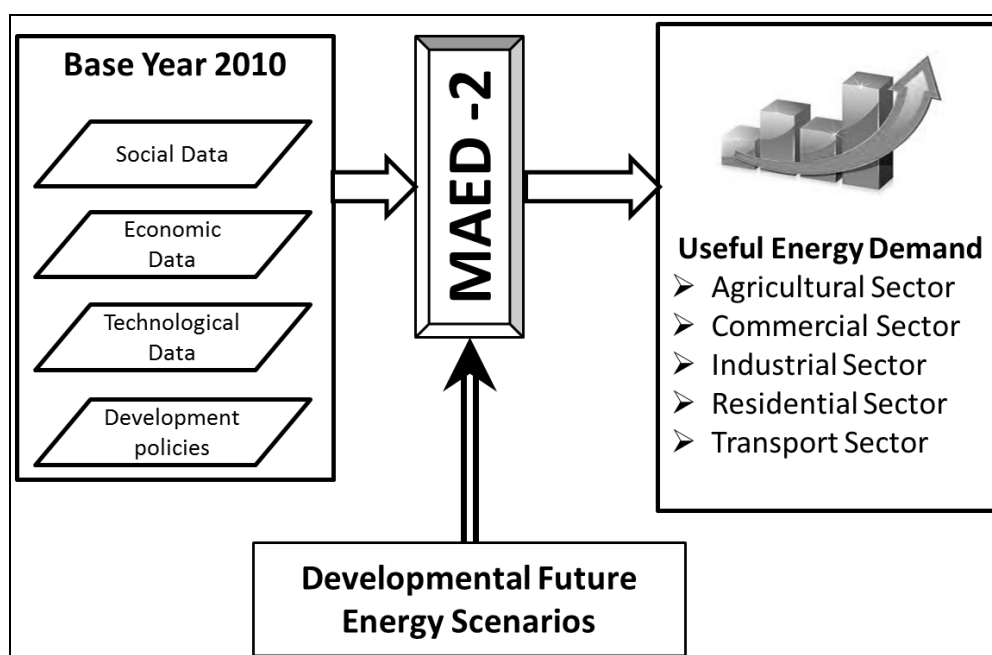 Base Year 2010
Social Data
Economic
Data
Technological
Data
Development
policies
MAED -2
Developmental Future
Energy Scenarios
Useful Energy Demand
➢ Agricultural Sector
➢ Commercial Sector
➢ Industrial Sector
➢ Residential Sector
➢ Transport Sector